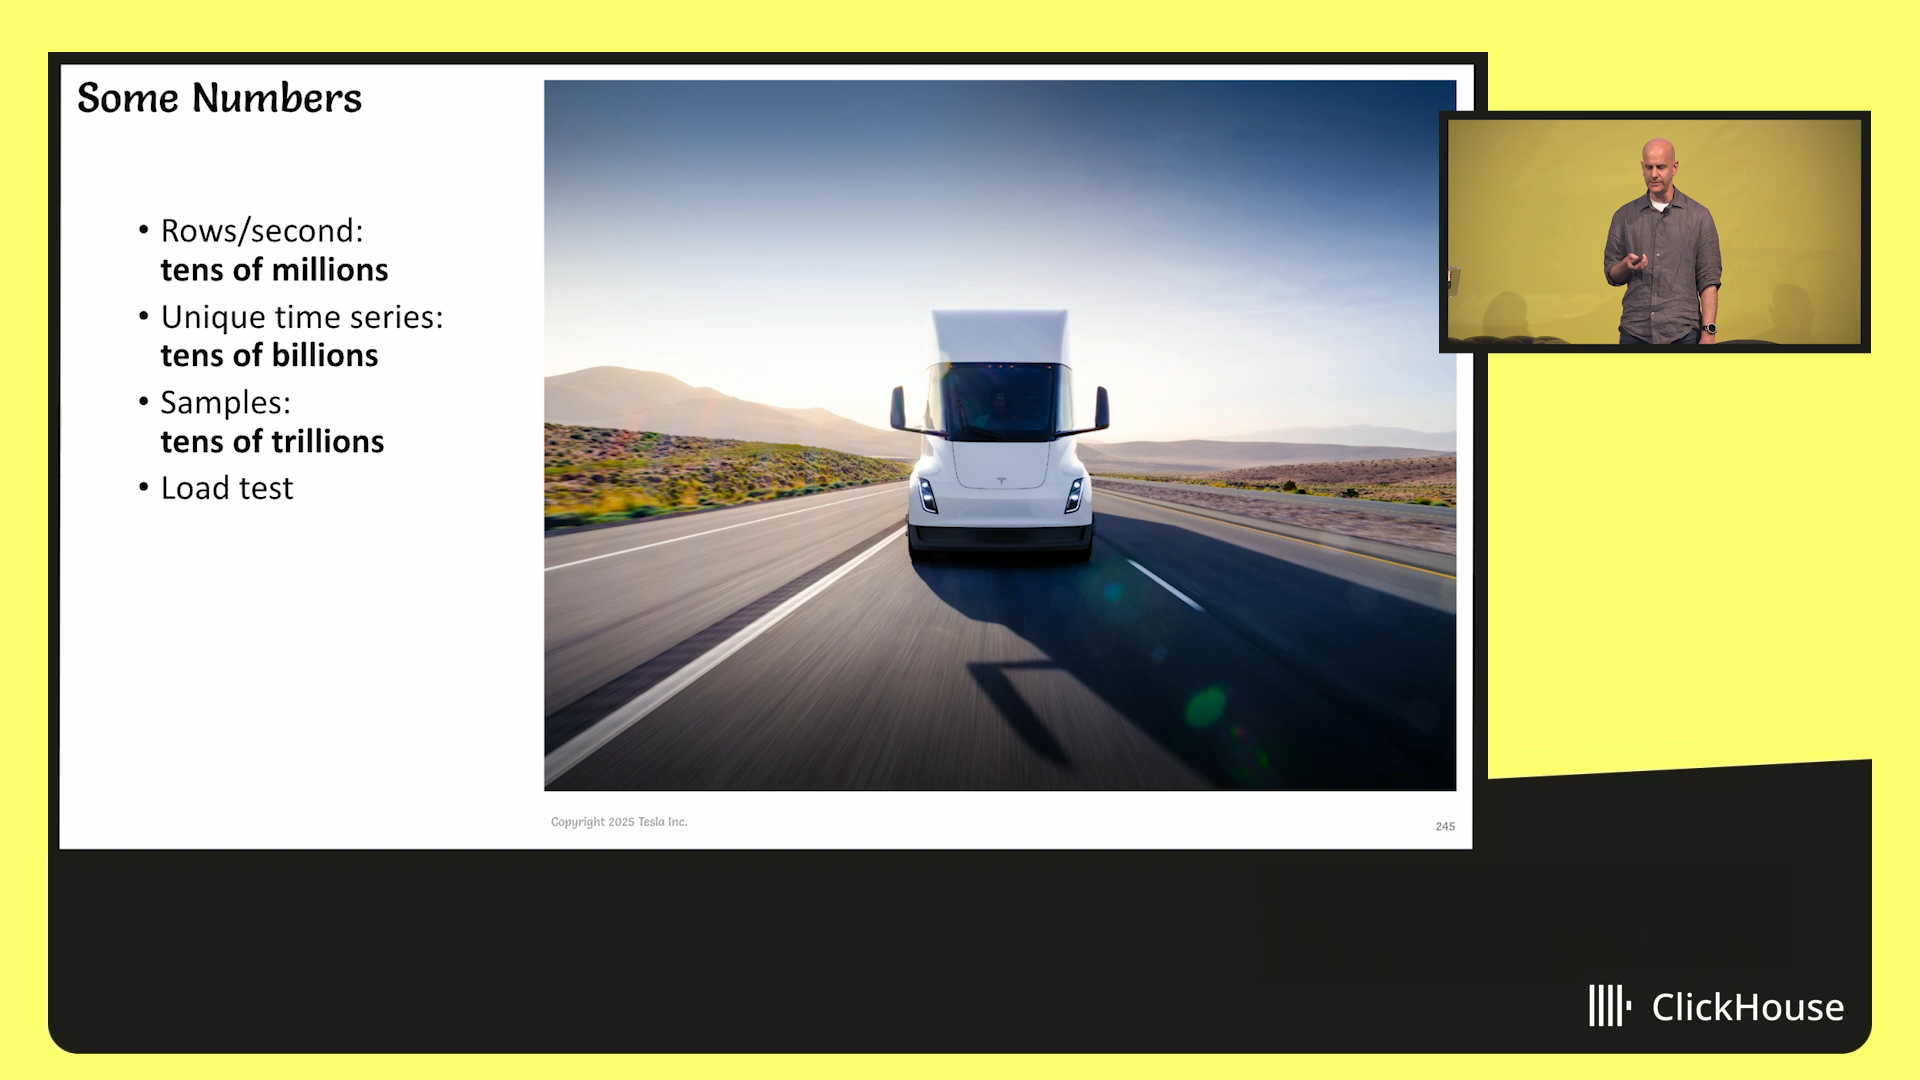 Some Numbers
• Rows/second:
tens of millions
• Unique time series:
tens of billions
• Samples:
tens of trillions
• Load test
Copyright 2025 Tesla Inc.
245
ClickHouse